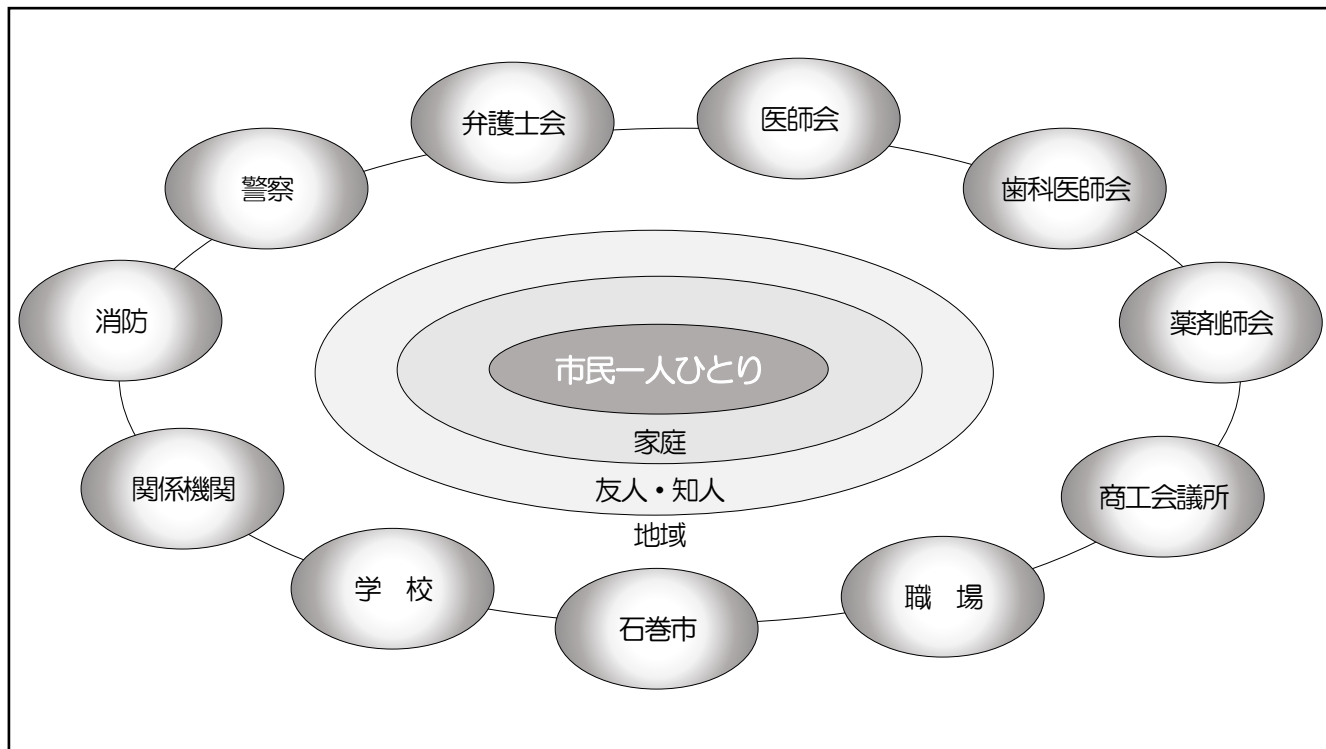 弁護士会
医師会
警察
歯科医師会
消防
薬剤師会
市民一人ひとり
家庭
関係機関
友人・知人
商工会議所
地域
学　校
職　場
石巻市